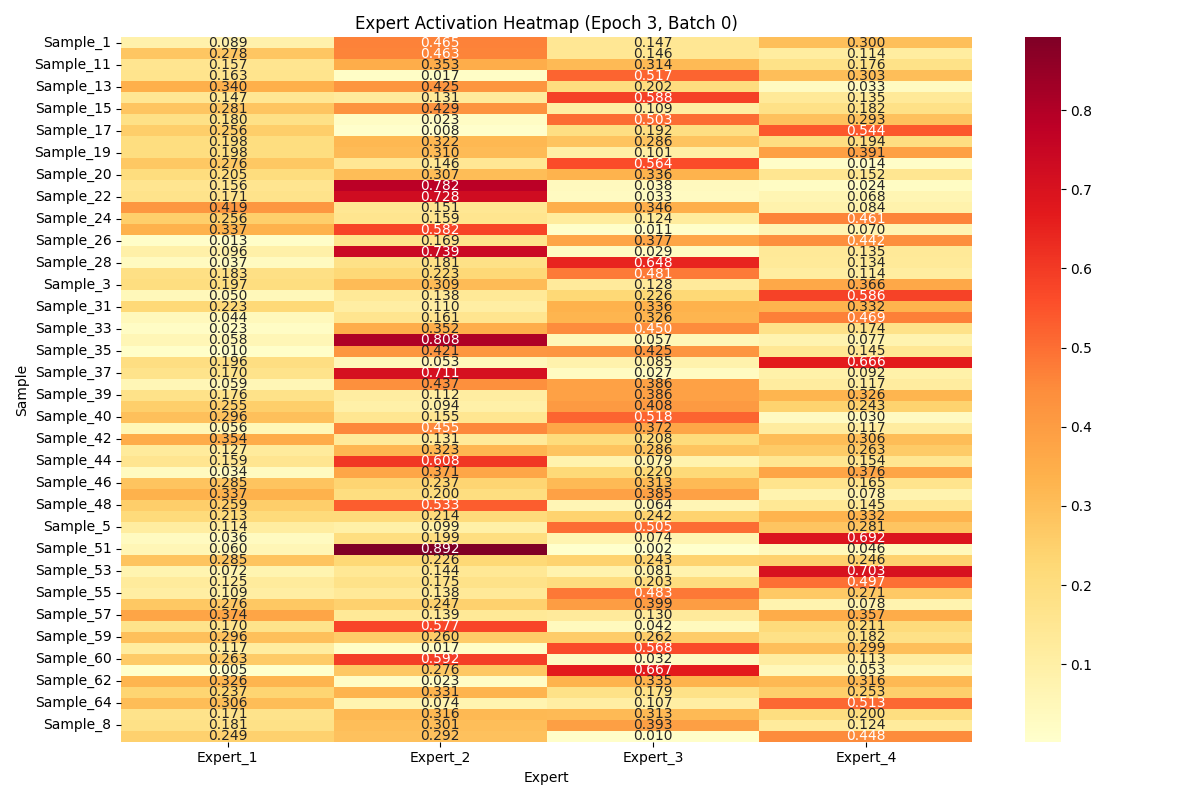 Expert Activation Heatmap (Epoch 3, Batch 0)
Sample_1 0.089 0.465 0.147 0.300
0.278 0.463 0.146 0.114
Sample_11 0.157 0.353 0.314 0.176
0.163 0.017 0.517 0.303
Sample_13 0.340 0.425 0.202 0.033
0.147 0.131 0.588 0.135
Sample_15 0.281 0.429 0.109 0.182
0.180 0.023 0.503 0.293
Sample_17 0.256 0.008 0.192 0.544
0.198 0.322 0.286 0.194
Sample_19 0.198 0.310 0.101 0.391
0.276 0.146 0.564 0.014
Sample_20 0.205 0.307 0.336 0.152
0.156 0.782 0.038 0.024
Sample_22 0.171 0.728 0.033 0.068
0.419 0.151 0.346 0.084
Sample_24 0.256 0.159 0.124 0.461
0.337 0.582 0.011 0.070
Sample_26 0.013 0.169 0.377 0.442
0.096 0.739 0.029 0.135
Sample_28 0.037 0.181 0.648 0.134
0.183 0.223 0.481 0.114
Sample_3 0.197 0.309 0.128 0.366
0.050 0.138 0.226 0.586
Sample_31 0.223 0.110 0.336 0.332
0.044 0.161 0.326 0.469
Sample_33 0.023 0.352 0.450 0.174
0.058 0.808 0.057 0.077
Sample_35 0.010 0.421 0.425 0.145
0.196 0.053 0.085 0.666
Sample_37 0.170 0.711 0.027 0.092
0.059 0.437 0.386 0.117
Sample_39 0.176 0.112 0.386 0.326
0.255 0.094 0.408 0.243
Sample_40 0.296 0.155 0.518 0.030
0.056 0.455 0.372 0.117
Sample_42 0.354 0.131 0.208 0.306
0.127 0.323 0.286 0.263
Sample_44 0.159 0.608 0.079 0.154
0.034 0.371 0.220 0.376
Sample_46 0.285 0.237 0.313 0.165
0.337 0.200 0.385 0.078
Sample_48 0.259 0.533 0.064 0.145
0.213 0.214 0.242 0.332
Sample_5 0.114 0.099 0.505 0.281
0.036 0.199 0.074 0.692
Sample_51 0.060 0.892 0.002 0.046
0.285 0.226 0.243 0.246
Sample_53 0.072 0.144 0.081 0.703
0.125 0.175 0.203 0.497
Sample_55 0.109 0.138 0.483 0.271
0.276 0.247 0.399 0.078
Sample_57 0.374 0.139 0.130 0.357
0.170 0.577 0.042 0.211
Sample_59 0.296 0.260 0.262 0.182
0.117 0.017 0.568 0.299
Sample_60 0.263 0.592 0.032 0.113
0.005 0.276 0.667 0.053
Sample_62 0.326 0.023 0.335 0.316
0.237 0.331 0.179 0.253
Sample_64 0.306 0.074 0.107 0.513
0.171 0.316 0.313 0.200
Sample_8 0.181 0.301 0.393 0.124
0.249 0.292 0.010 0.448
Expert_1 Expert_2 Expert_3 Expert_4
Expert
Sample
0.8
0.7
0.6
0.5
0.4
0.3
0.2
0.1